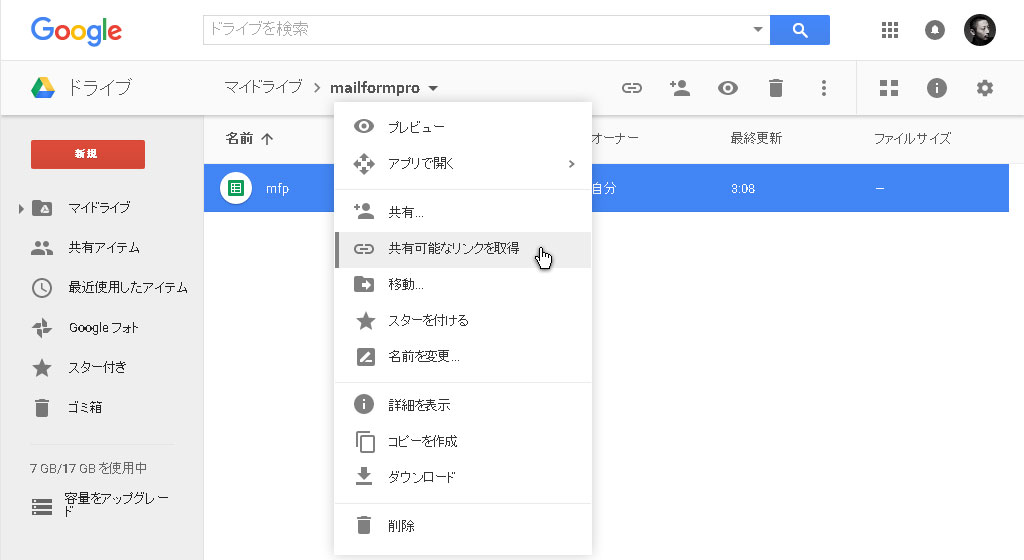 Google
ドライブを検索
ドライブ
マイドライブ > mailformpro
新規
マイドライブ
共有アイテム
最近使用したアイテム
Google フォト
スター付き
ゴミ箱
7 GB/17 GB を使用中
容量をアップグレー
ド
名前
オーナー
最終更新
ファイルサイズ
mfp
自分
3:08
–
プレビュー
アプリで開く
共有...
共有可能なリンクを取得
移動...
スターを付ける
名前を変更...
詳細を表示
コピーを作成
ダウンロード
削除